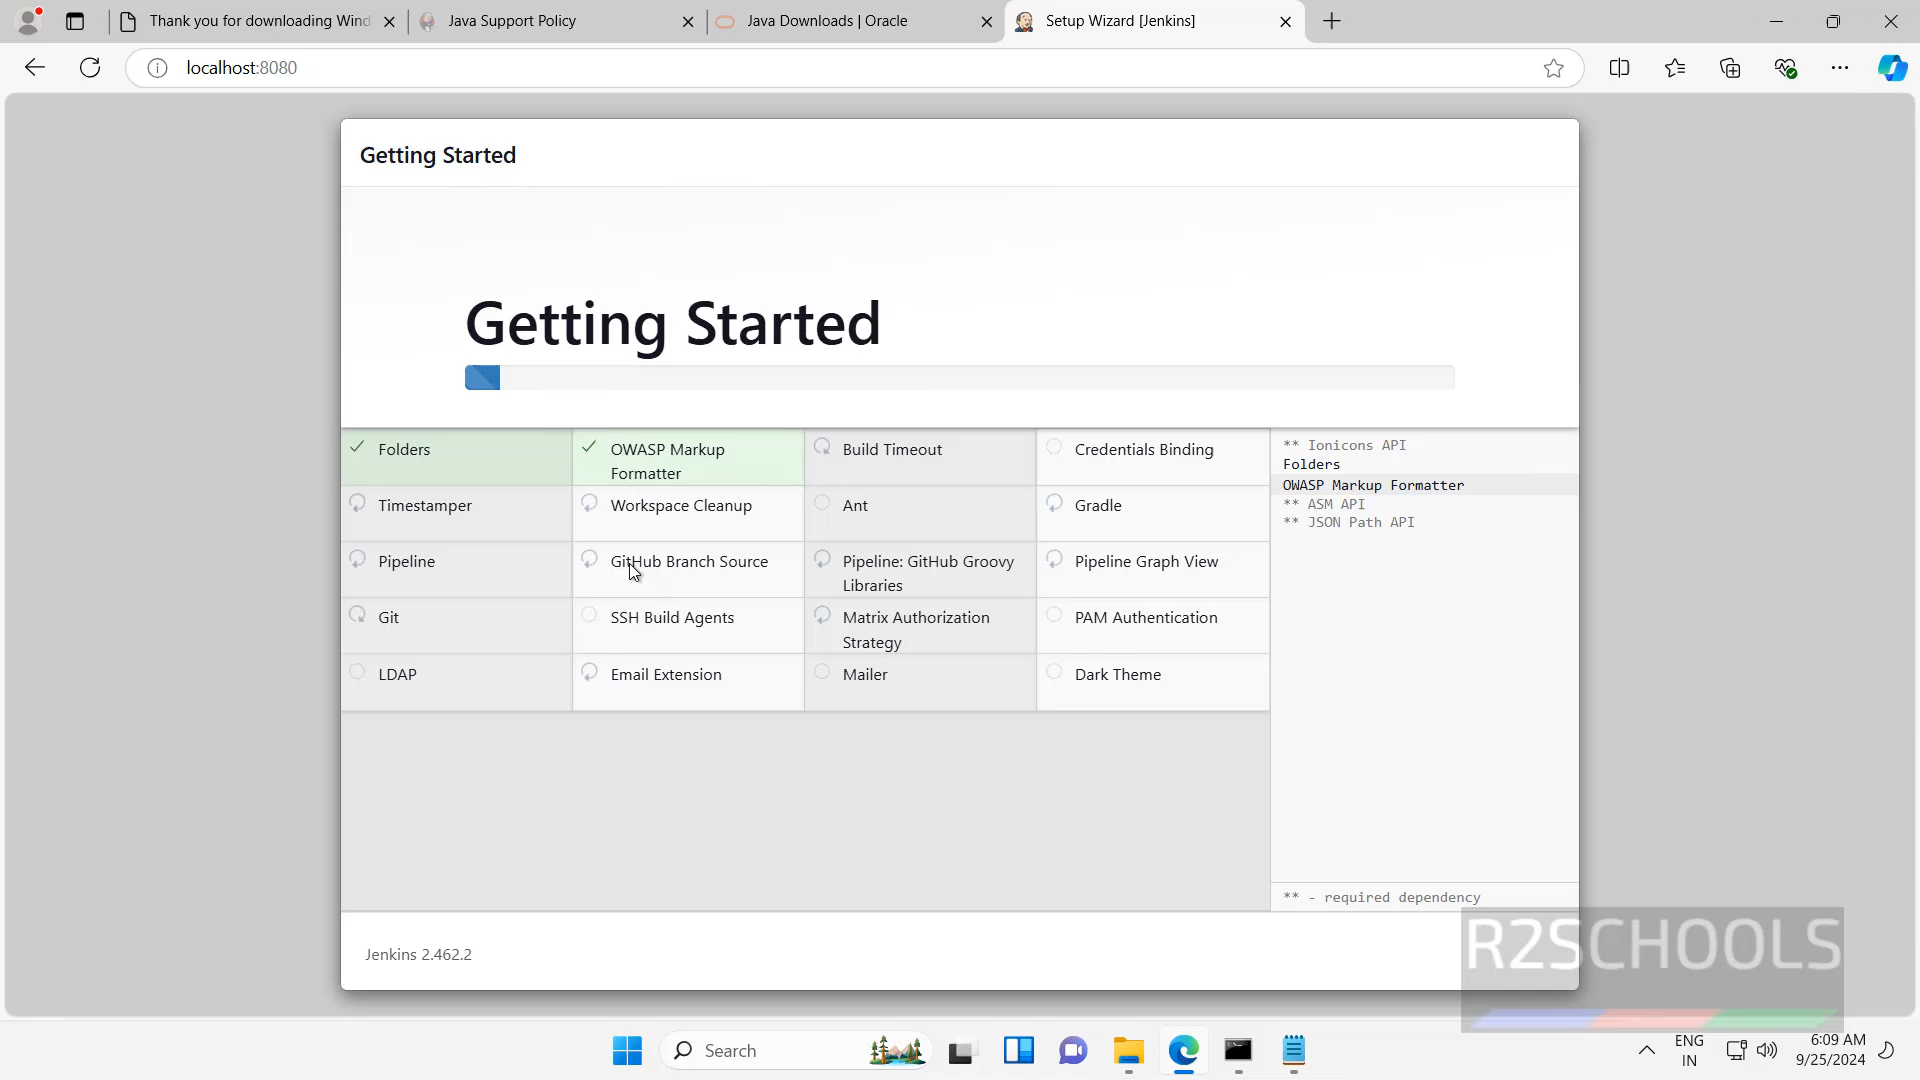 Thank you for downloading Wind
Java Support Policy
Java Downloads | Oracle
Setup Wizard [Jenkins]
localhost:8080
Getting Started
Getting Started
Folders
OWASP Markup
Formatter
Build Timeout
Credentials Binding
Timestamper
Workspace Cleanup
Ant
Gradle
Pipeline
GitHub Branch Source
Pipeline: GitHub Groovy
Libraries
Pipeline Graph View
Git
SSH Build Agents
Matrix Authorization
Strategy
PAM Authentication
LDAP
Email Extension
Mailer
Dark Theme
** Ionicons API
Folders
OWASP Markup Formatter
** ASM API
** JSON Path API
** - required dependency
Jenkins 2.462.2
R2SCHOOLS
Search
ENG
IN
6:09 AM
9/25/2024